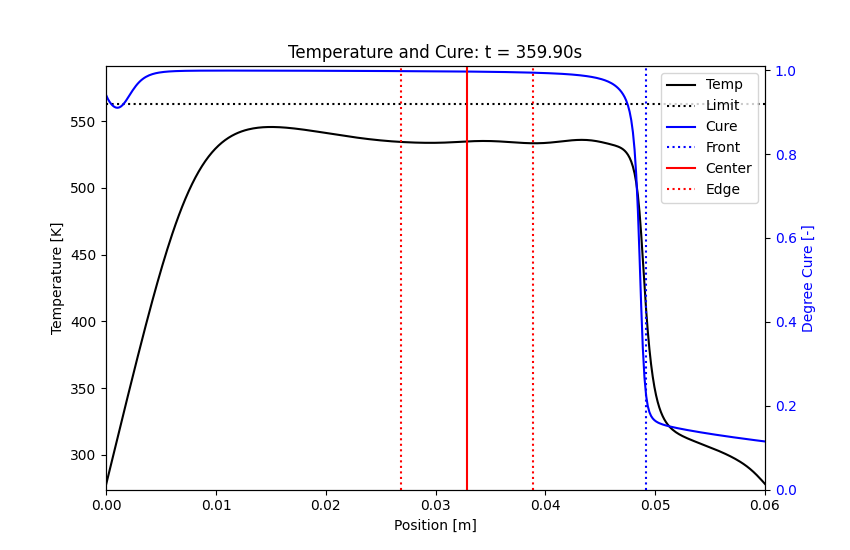 Temperature and Cure: t = 359.90s
Temp
Limit
Cure
Front
Center
Edge
Temperature [K]
550
500
450
400
350
300
Degree Cure [-]
1.0
0.8
0.6
0.4
0.2
0.0
0.00 0.01 0.02 0.03 0.04 0.05 0.06
Position [m]